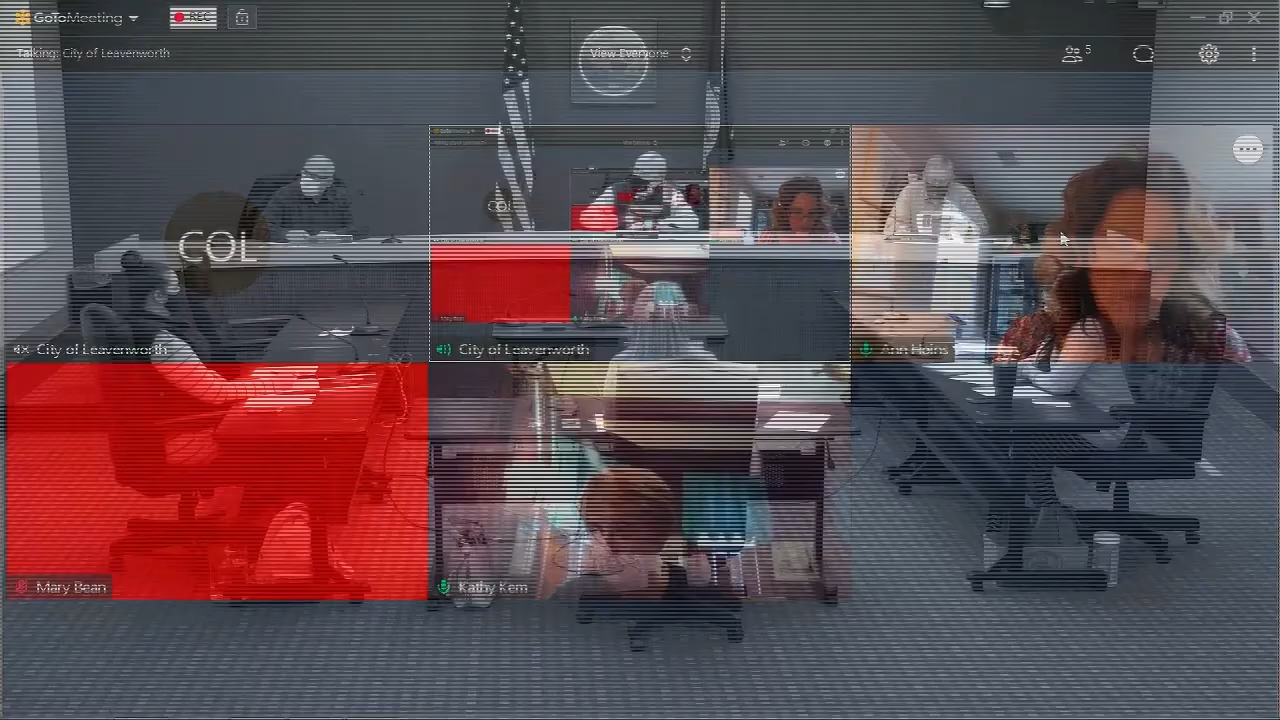 GoToMeeting
REC
Talking: City of Leavenworth
View Everyone
5
COL
COL
City of Leavenworth
City of Leavenworth
Ann Hains
Mary Bean
Kathy Kem